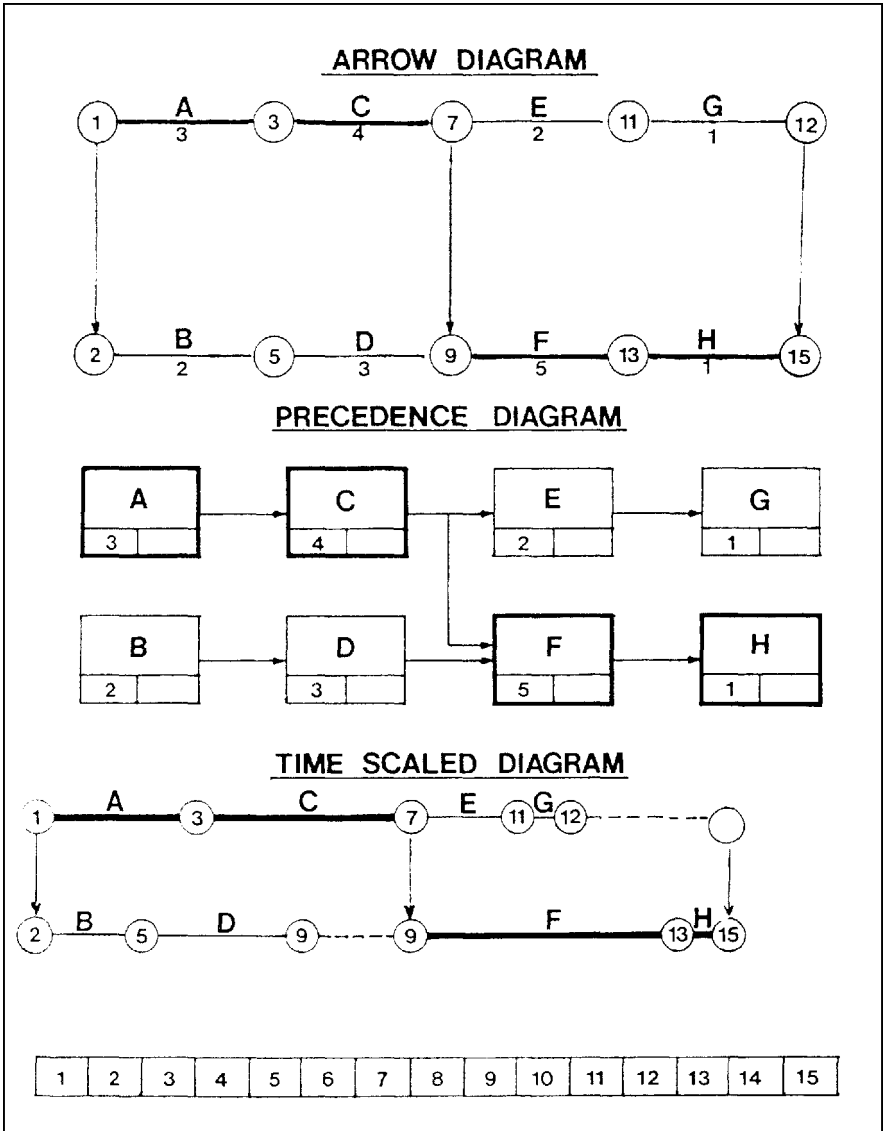 ARROW DIAGRAM
A C E G
1 3 7 11 12
3 4 2 1
B D F H
2 5 9 13 15
2 3 5 1
PRECEDENCE DIAGRAM
A C E G
3 4 2 1
B D F H
2 3 5 1
TIME SCALED DIAGRAM
A C E G
1 3 7 11 12
B D F H
2 5 9 9 13 15
1 2 3 4 5 6 7 8 9 10 11 12 13 14 15